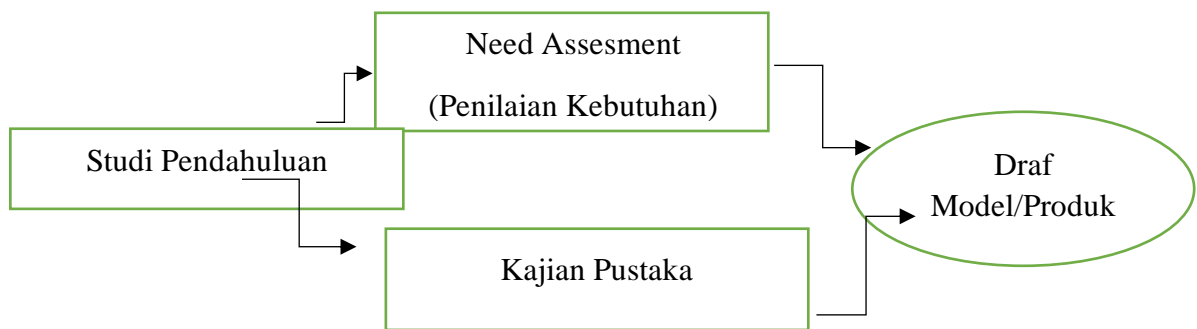 Need Assesment
(Penilaian Kebutuhan)
Studi Pendahuluan
Draf
Model/Produk
Kajian Pustaka